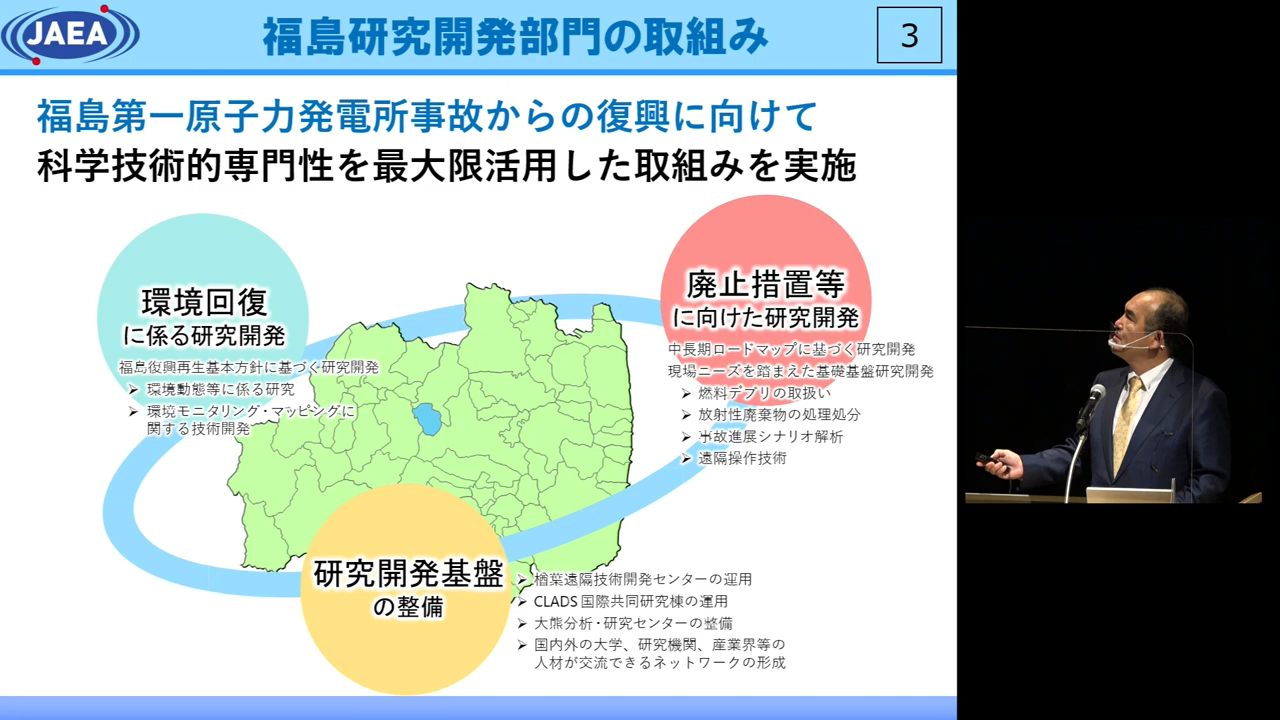 JAEA
福島研究開発部門の取組み
3
福島第一原子力発電所事故からの復興に向けて
科学技術的専門性を最大限活用した取組みを実施
環境回復
に係る研究開発
福島復興再生基本方針に基づく研究開発
➢ 環境動態等に係る研究
➢ 環境モニタリング・マッピングに
関する技術開発
廃止措置等
に向けた研究開発
中長期ロードマップに基づく研究開発
現場ニーズを踏まえた基礎基盤研究開発
➢ 燃料デブリの取扱い
➢ 放射性廃棄物の処理処分
➢ 事故進展シナリオ解析
➢ 遠隔操作技術
研究開発基盤
の整備
➢ 楢葉遠隔技術開発センターの運用
➢ CLADS国際共同研究棟の運用
➢ 大熊分析・研究センターの整備
➢ 国内外の大学、研究機関、産業界等の
人材が交流できるネットワークの形成